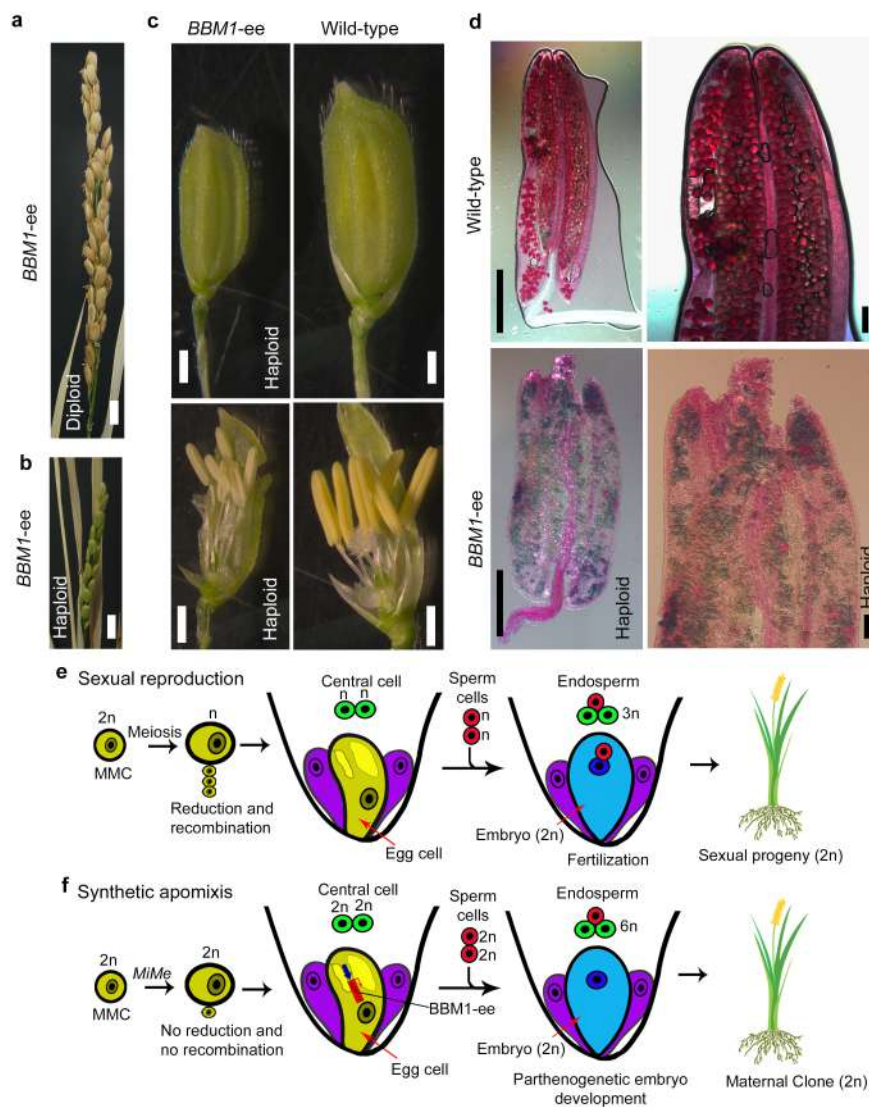 a
BBM1-ee
Diploid
b
BBM1-ee
Haploid
c
BBM1-ee
Wild-type
Haploid
Haploid
d
Wild-type
BBM1-ee
Haploid
Haploid
e Sexual reproduction
2n
Meiosis
n
MMC
Reduction and
recombination
Central cell
n n
Egg cell
Sperm
cells
n
n
Endosperm
3n
Embryo (2n)
Fertilization
Sexual progeny (2n)
f Synthetic apomixis
2n
MiMe
2n
MMC
No reduction and
no recombination
Central cell
2n 2n
BBM1-ee
Egg cell
Sperm
cells
2n
2n
Endosperm
6n
Embryo (2n)
Parthenogenetic embryo
development
Maternal Clone (2n)